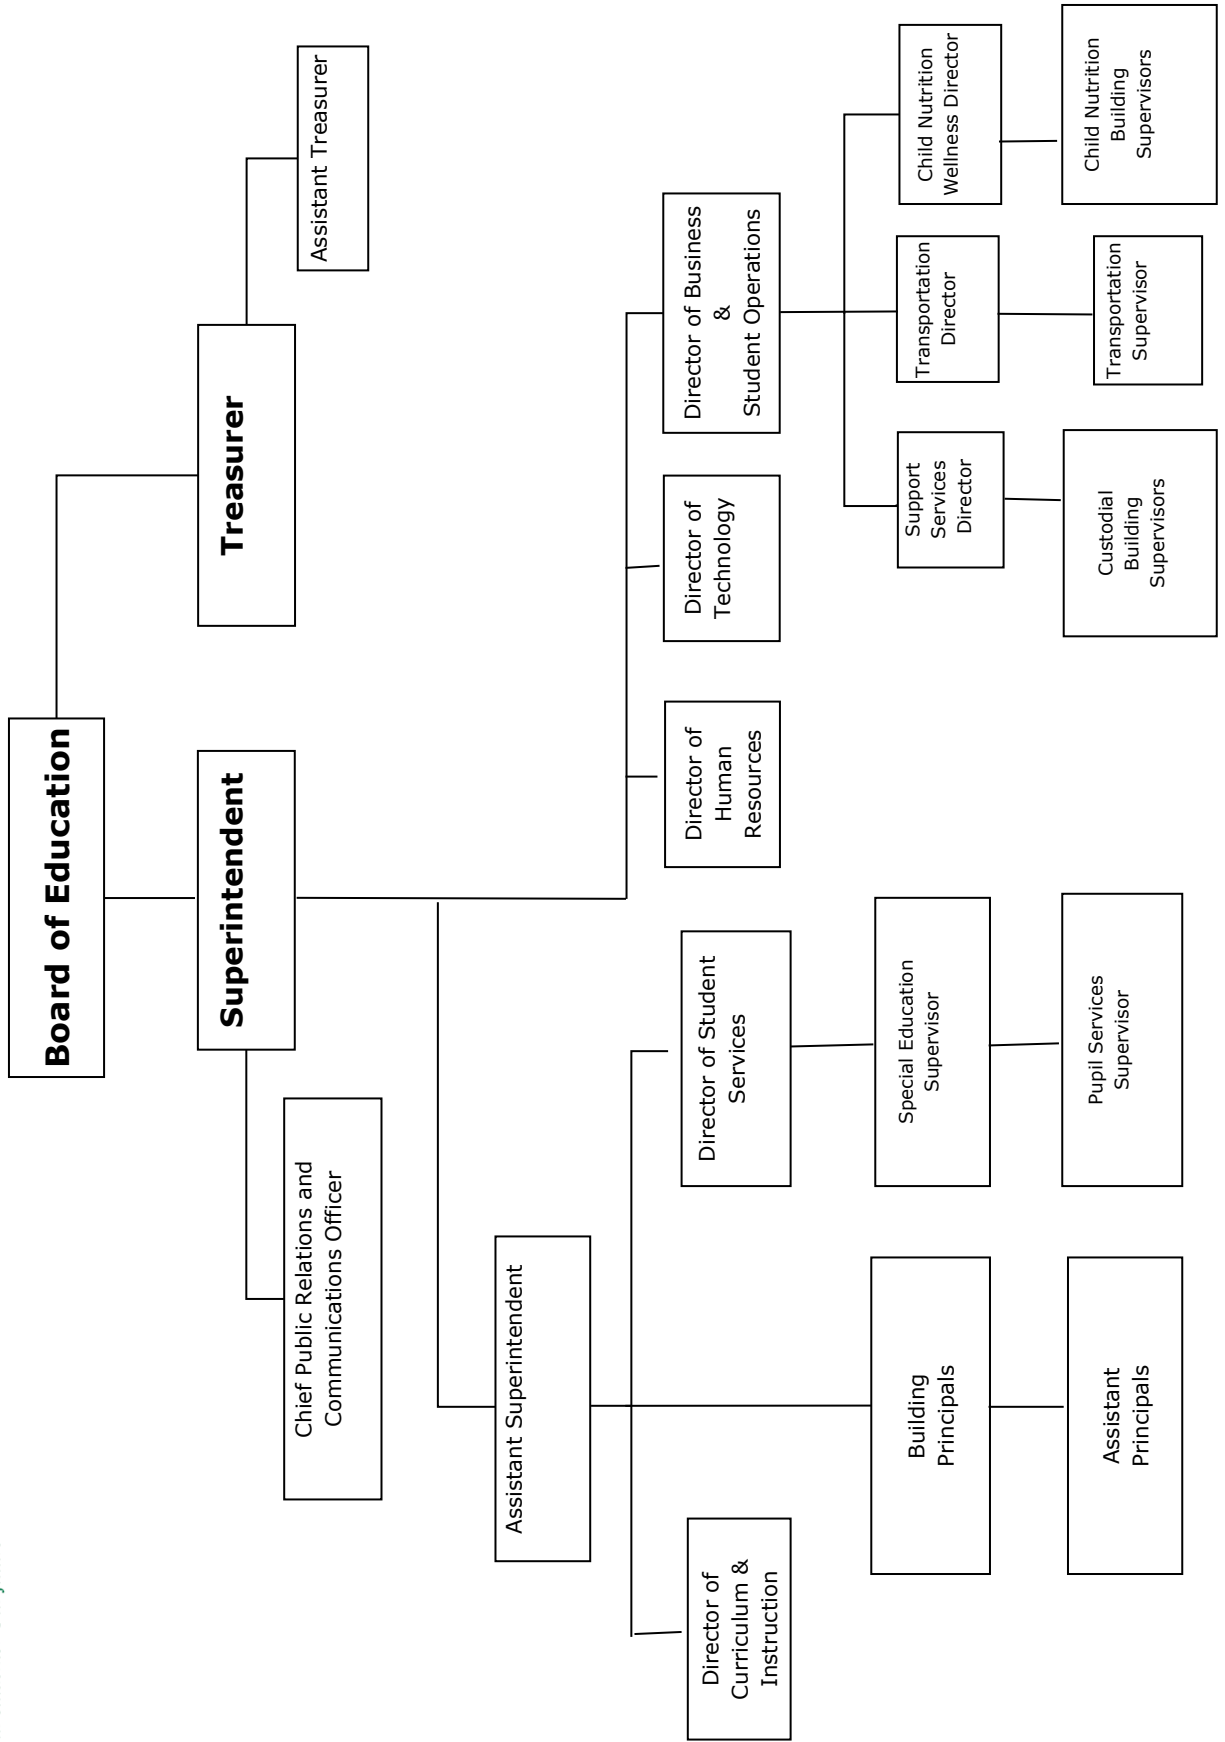 Board of Education
Superintendent
Treasurer
Chief Public Relations and
Communications Officer
Assistant Treasurer
Assistant Superintendent
Director of
Curriculum &
Instruction
Director of Student
Services
Director of
Human
Resources
Director of
Technology
Director of Business
&
Student Operations
Building
Principals
Special Education
Supervisor
Support
Services
Director
Transportation
Director
Child Nutrition
Wellness Director
Assistant
Principals
Pupil Services
Supervisor
Custodial
Building
Supervisors
Transportation
Supervisor
Child Nutrition
Building
Supervisors